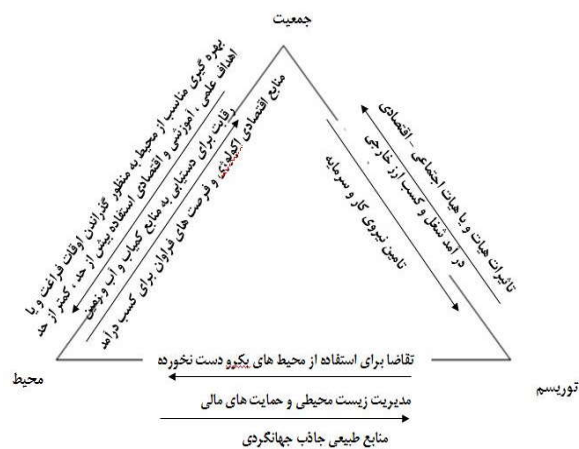 جمعیت
بهره گیری مناسب از محیط به منظور گذراندن اوقات فراغت و یا
اهداف علمی ، آموزشی و اقتصادی استفاده بیش از حد ، کمتر از حد
رقابت برای دستیابی به منابع کمیاب و آب و زمین
منابع اقتصادی اکولوژی و فرصت های فراوان برای کسب درآمد
تاثیرات هیات و یا هیات اجتماعی - اقتصادی
در آمد شغل و کسب ارز خارجی
تامین نیروی کار و سرمایه
محیط
توریسم
تقاضا برای استفاده از محیط های بکرو دست نخورده
مدیریت زیست محیطی و حمایت های مالی
منابع طبیعی جاذب جهانگردی